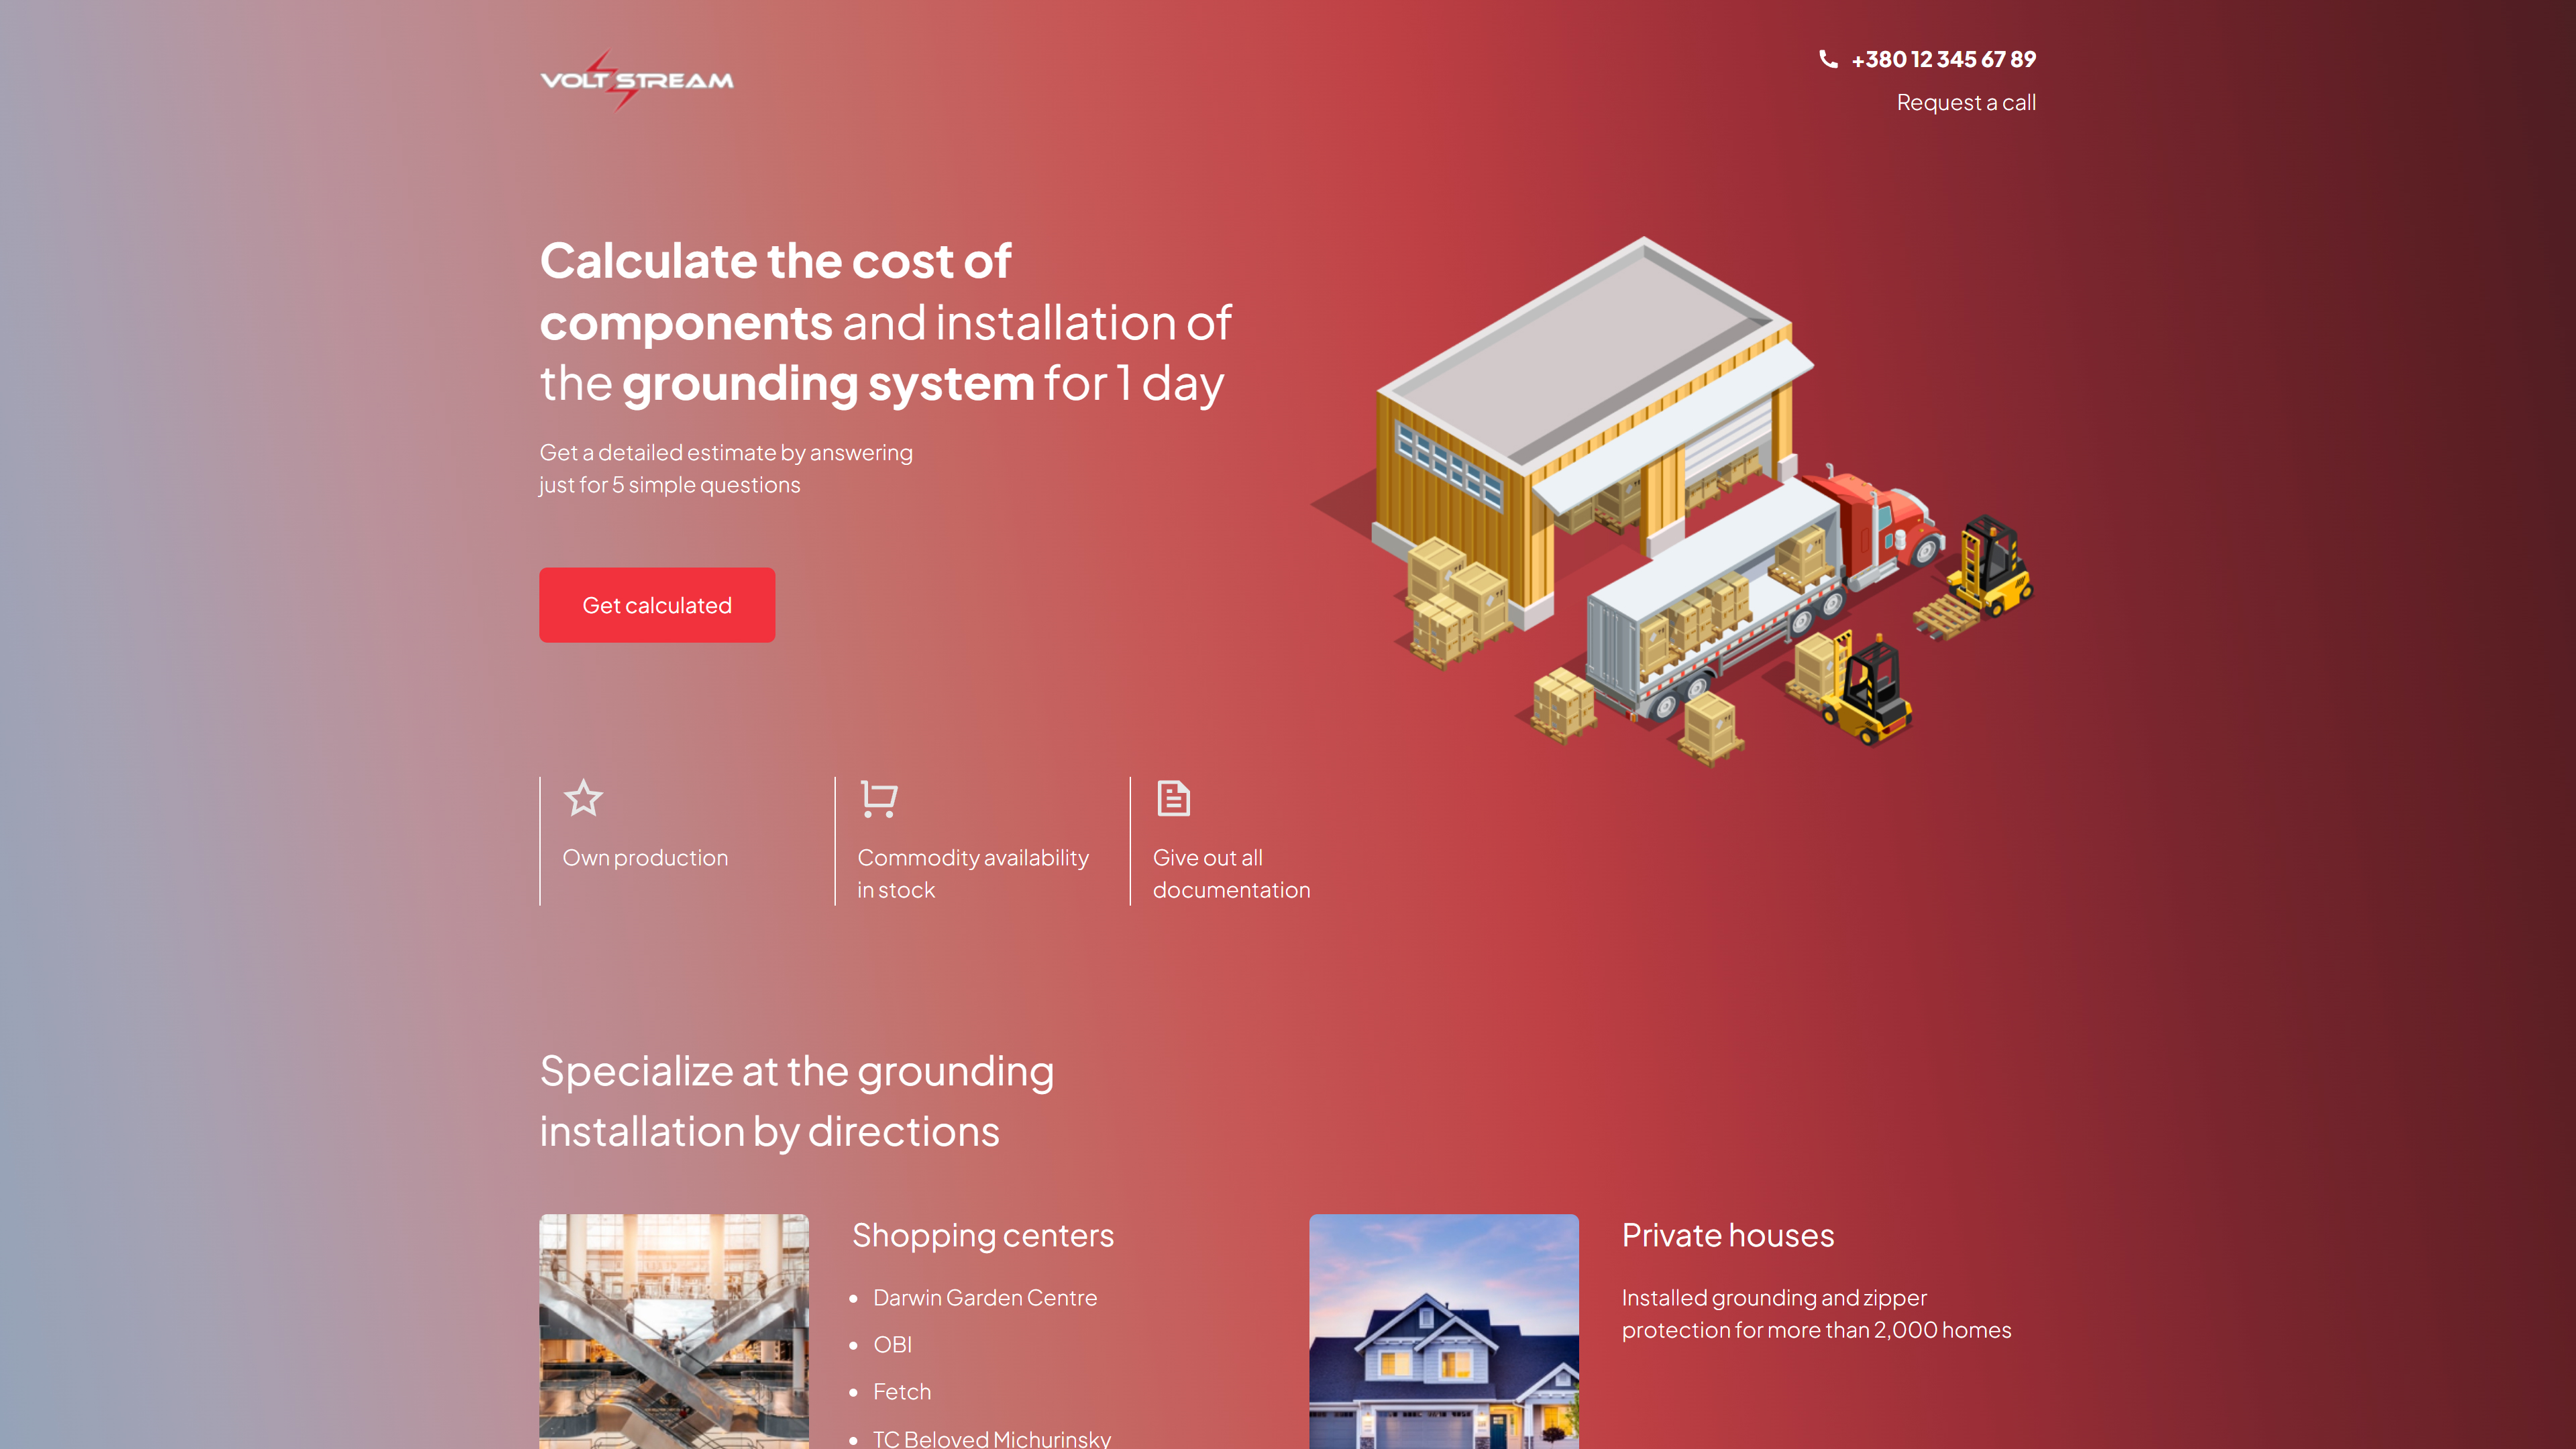 VOLT STREAM
+380 12 345 67 89
Request a call
Calculate the cost of
components and installation of
the grounding system for 1 day
Get a detailed estimate by answering
just for 5 simple questions
Get calculated
Own production
Commodity availability
in stock
Give out all
documentation
Specialize at the grounding
installation by directions
Shopping centers
Darwin Garden Centre
OBI
Fetch
TC Beloved Michurinsky
Private houses
Installed grounding and zipper
protection for more than 2,000 homes